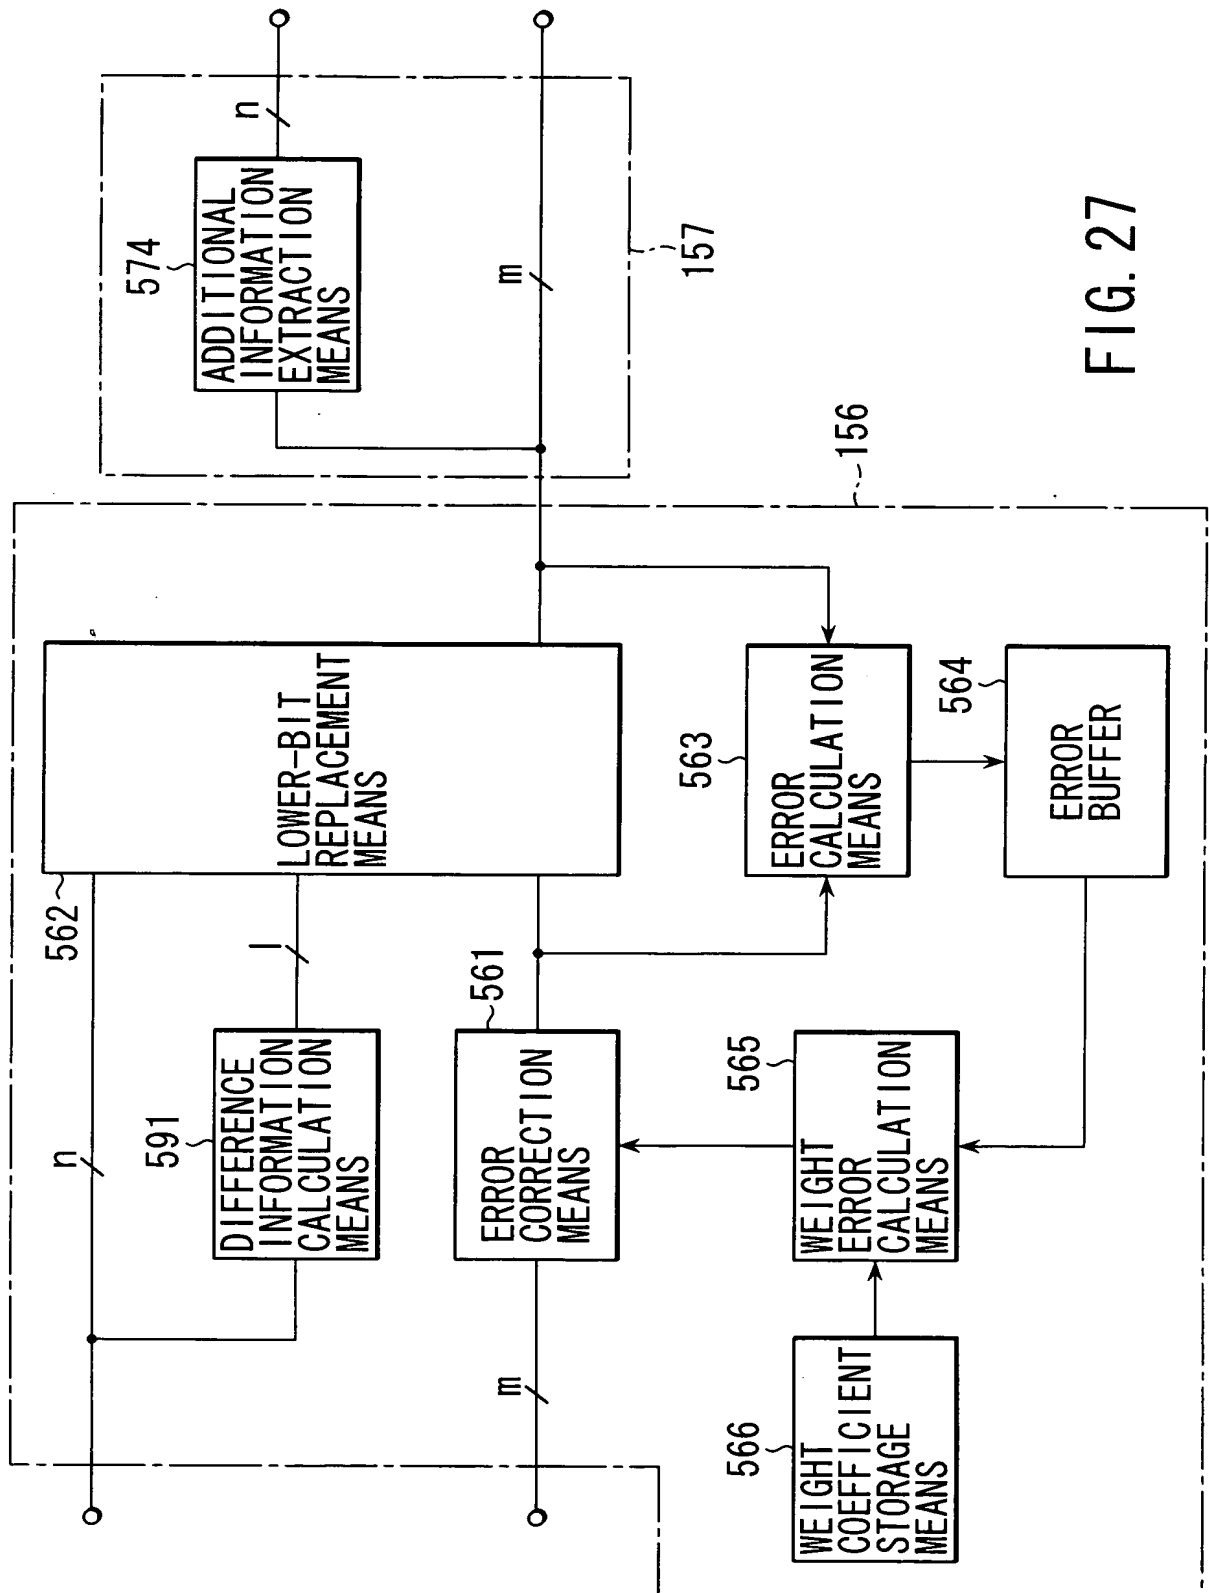 n
591
DIFFERENCE
INFORMATION
CALCULATION
MEANS
l
562
LOWER-BIT
REPLACEMENT
MEANS
m
561
ERROR
CORRECTION
MEANS
574
ADDITIONAL
INFORMATION
EXTRACTION
MEANS
n
m
157
563
ERROR
CALCULATION
MEANS
156
565
WEIGHT
ERROR
CALCULATION
MEANS
564
ERROR
BUFFER
566
WEIGHT
COEFFICIENT
STORAGE
MEANS
FIG. 27